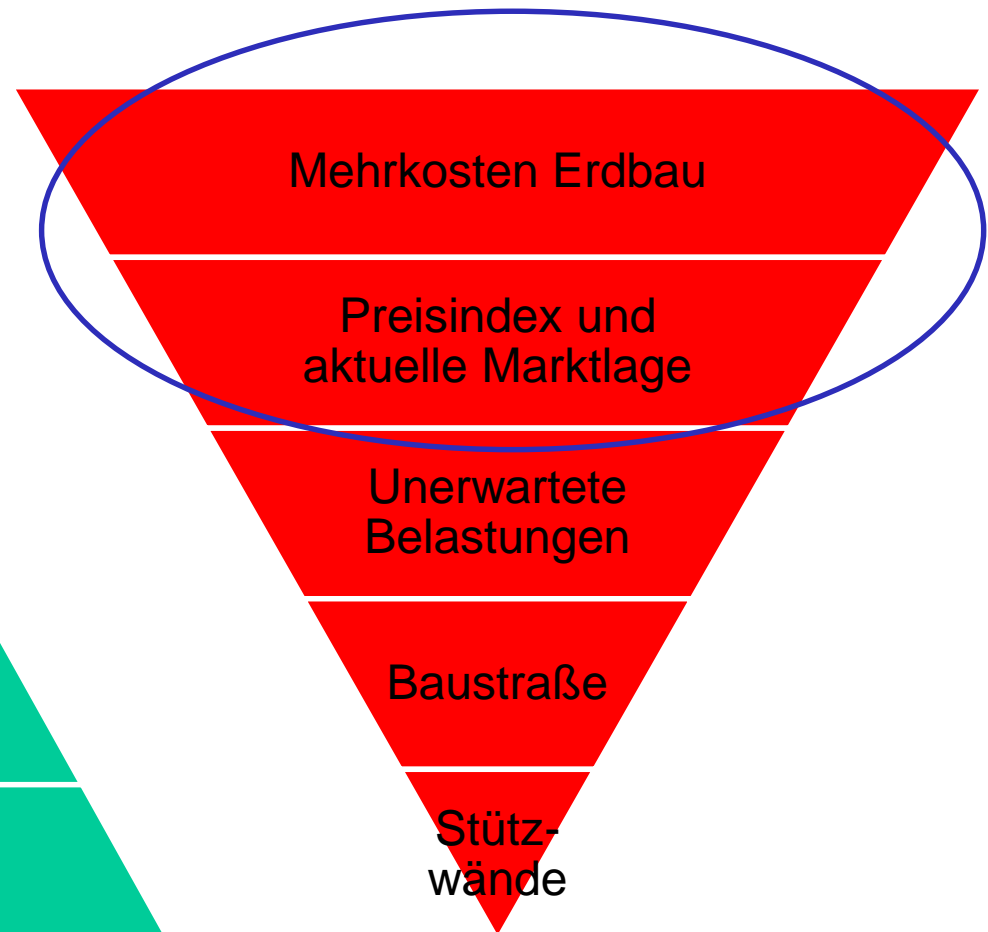 Mehrkosten Erdbau
Preisindex und
aktuelle Marktlage
Unerwartete
Belastungen
Baustraße
Stütz-
wände